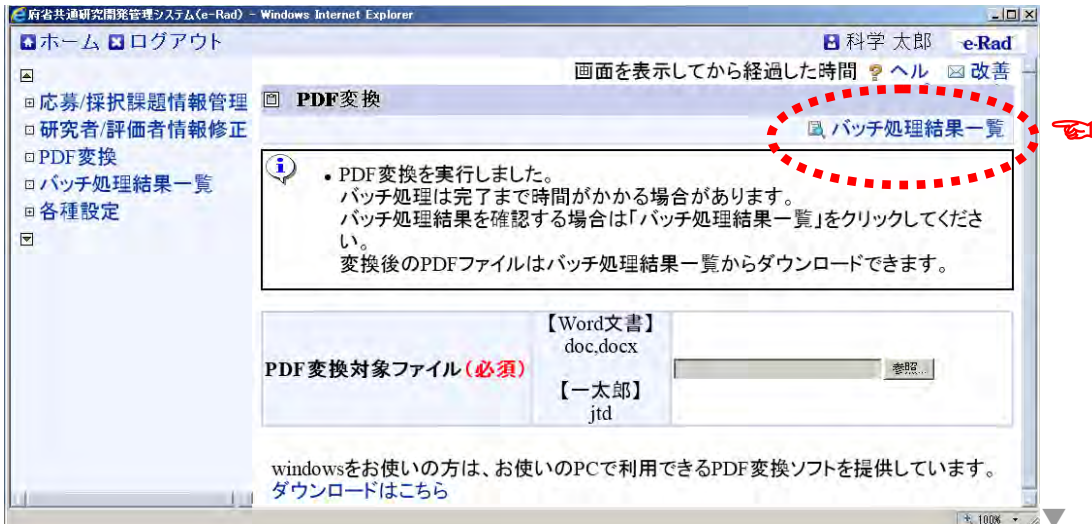 府省共通研究開発管理システム(e-Rad) - Windows Internet Explorer
ホーム ログアウト
科学 太郎 e-Rad
画面を表示してから経過した時間 ヘル 改善
応募/採択課題情報管理
研究者/評価者情報修正
PDF変換
バッチ処理結果一覧
各種設定
PDF変換
バッチ処理結果一覧
• PDF変換を実行しました。
バッチ処理は完了まで時間がかかる場合があります。
バッチ処理結果を確認する場合は「バッチ処理結果一覧」をクリックしてくださ
い。
変換後のPDFファイルはバッチ処理結果一覧からダウンロードできます。
PDF変換対象ファイル(必須)
【Word文書】
doc,docx
【一太郎】
jtd
参照...
windowsをお使いの方は、お使いのPCで利用できるPDF変換ソフトを提供しています。
ダウンロードはこちら
100%